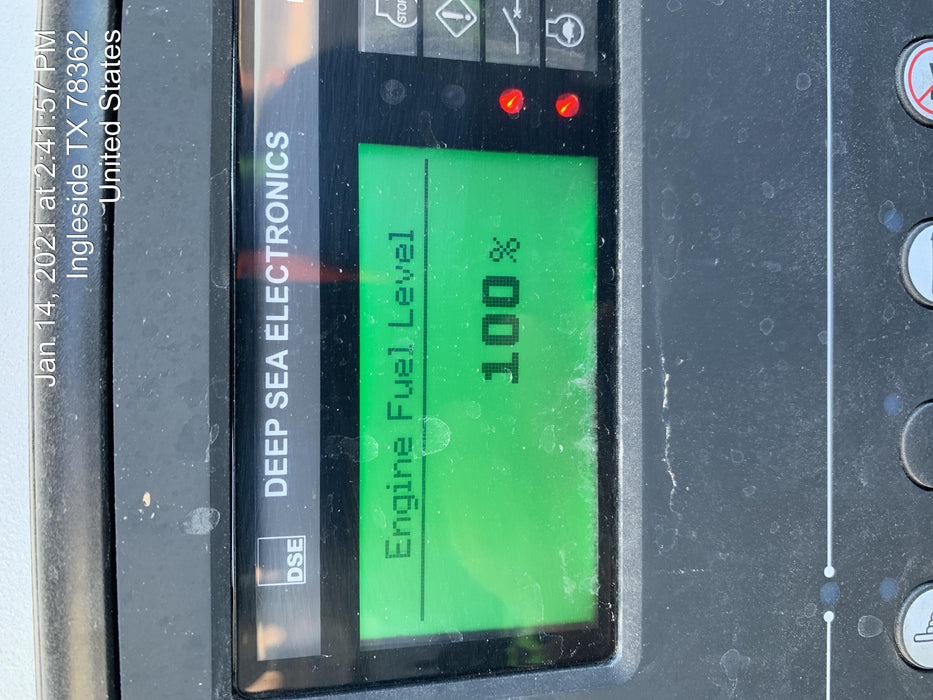 Jan. 14, 2021 at 2:41:57 PM
Ingleside TX 78362
United States
DEEP SEA ELECTRONICS
DSE
STOP
Engine Fuel Level
100 %